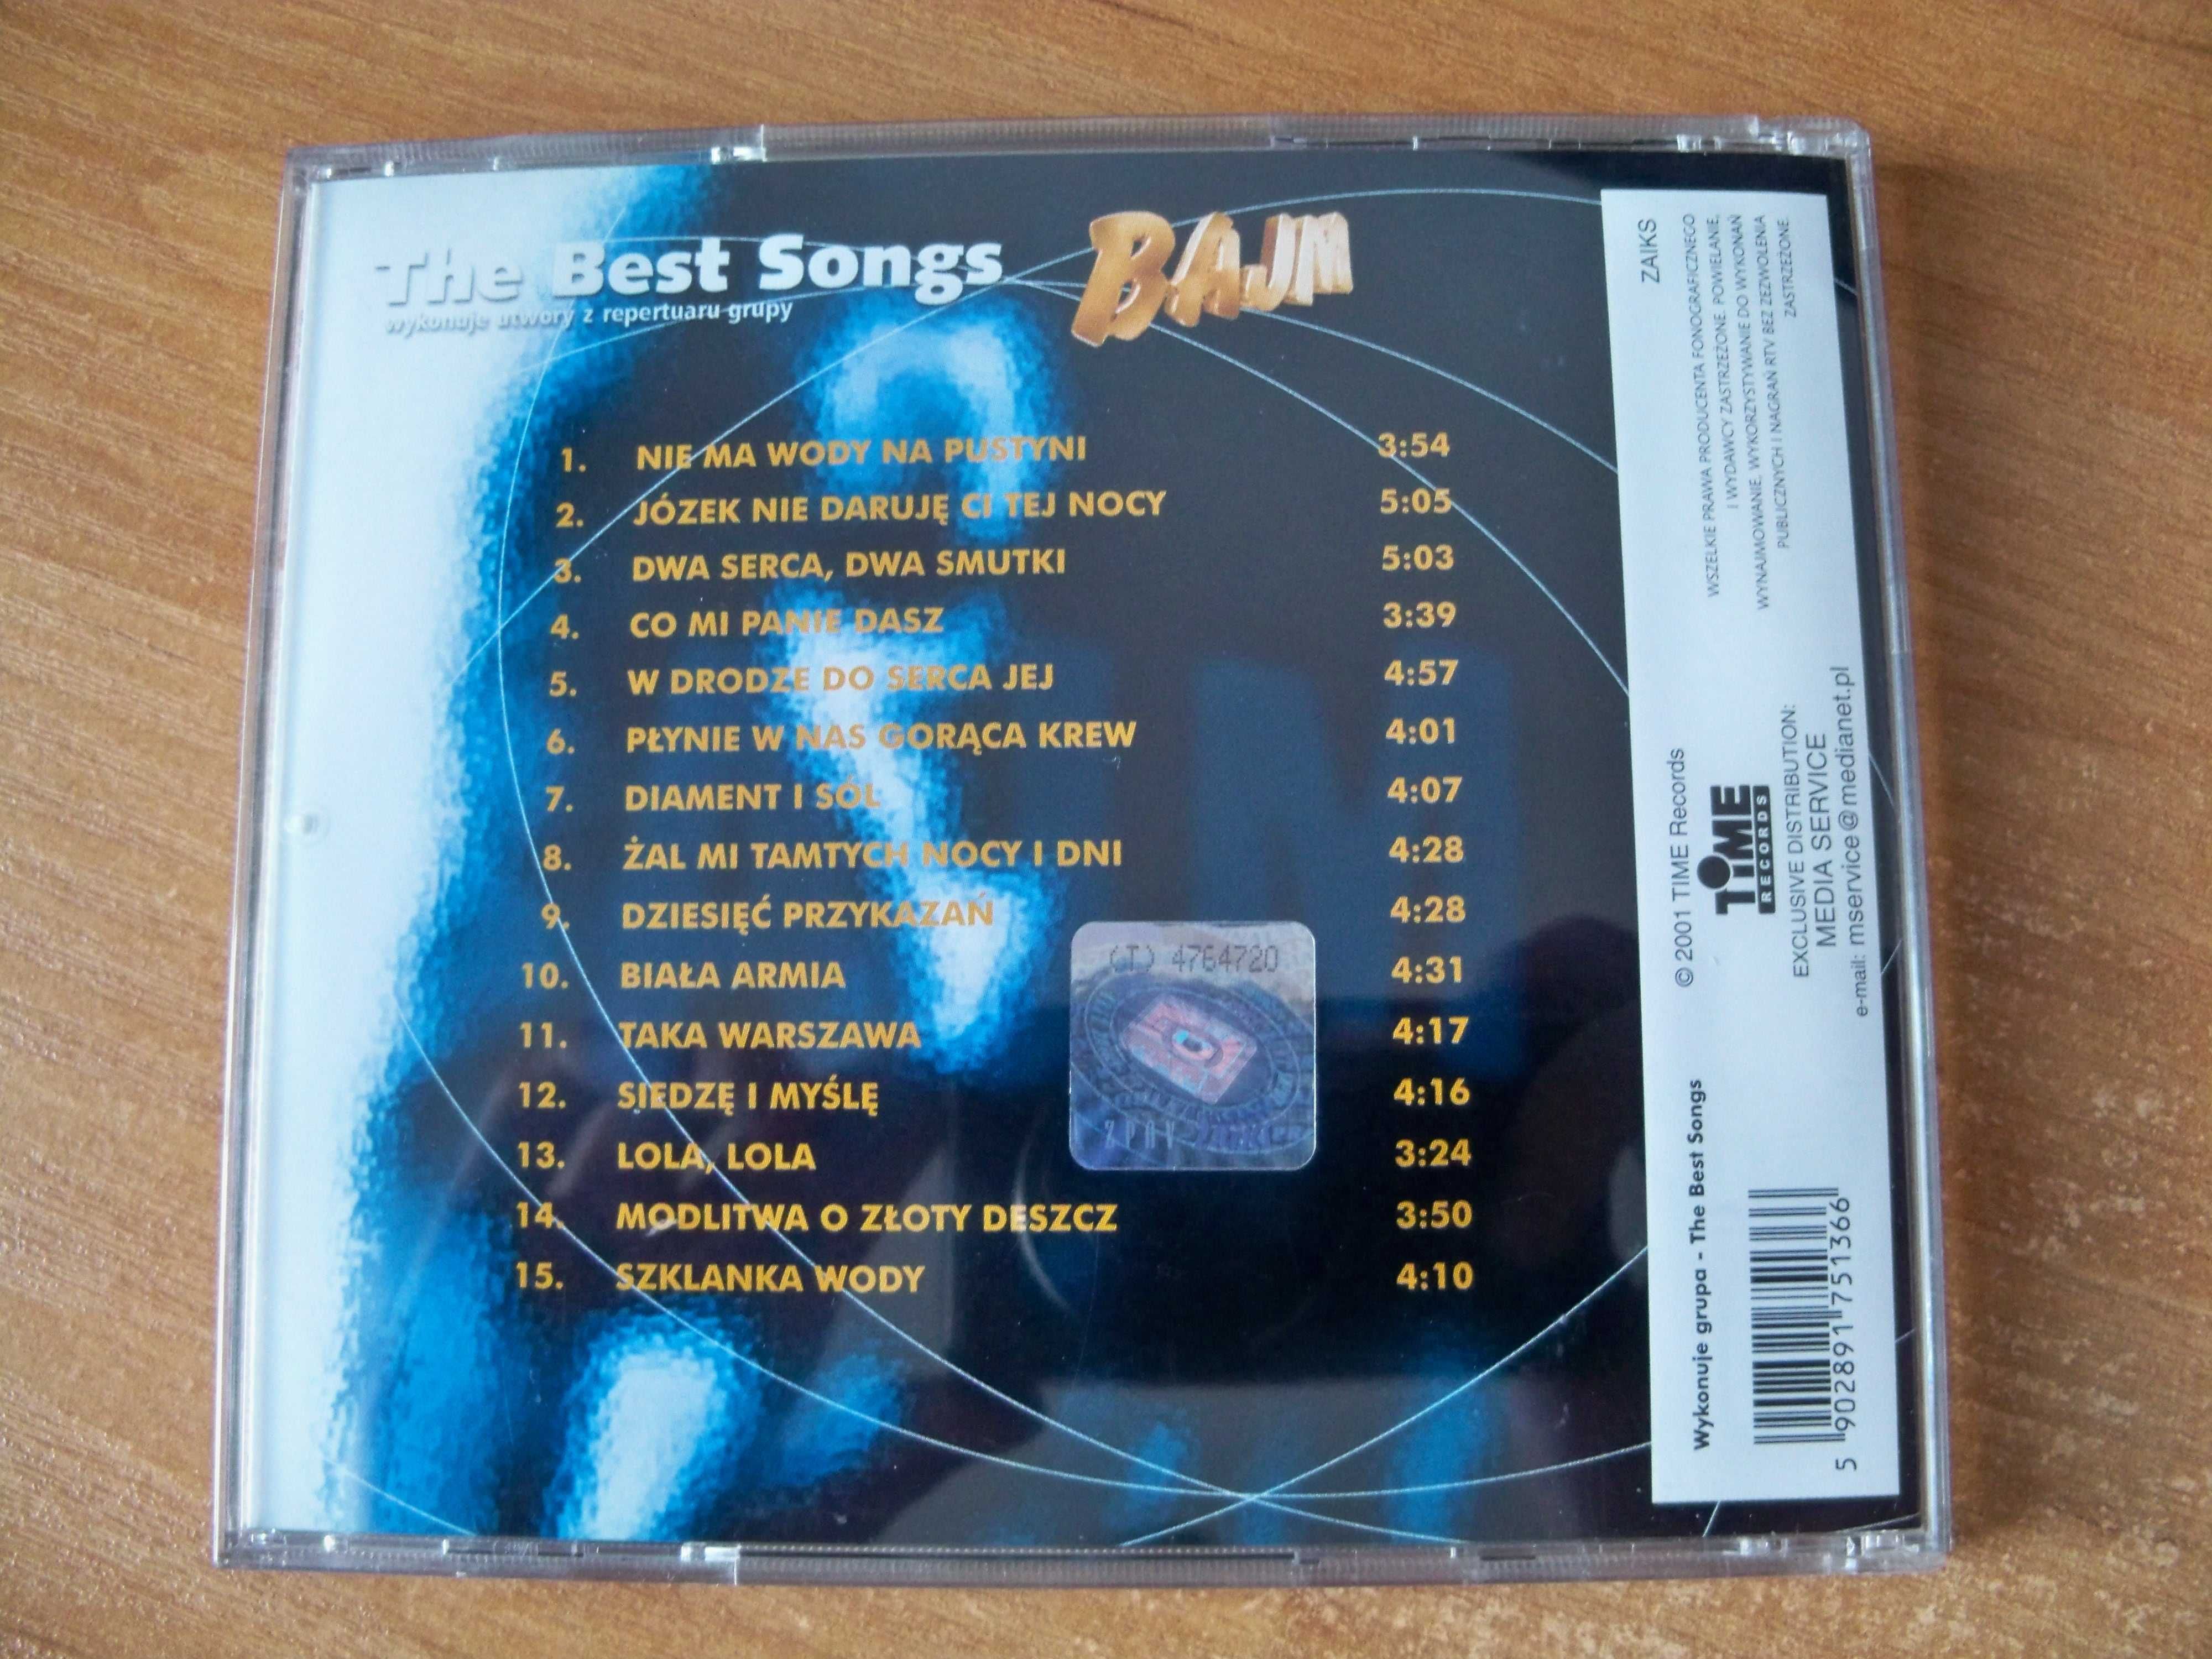 The Best Songs
wykonuje utwory z repertuaru grupy
BAJM
1. NIE MA WODY NA PUSTYNI 3:54
2. JÓZEK NIE DARUJĘ CI TEJ NOCY 5:05
3. DWA SERCA, DWA SMUTKI 5:03
4. CO MI PANIE DASZ 3:39
5. W DRODZE DO SERCA JEJ 4:57
6. PŁYNIE W NAS GORĄCA KREW 4:01
7. DIAMENT I SÓL 4:07
8. ŻAL MI TAMTYCH NOCY I DNI 4:28
9. DZIESIĘĆ PRZYKAZAŃ 4:28
10. BIAŁA ARMIA 4:31
11. TAKA WARSZAWA 4:17
12. SIEDZĘ I MYŚLĘ 4:16
13. LOLA, LOLA 3:24
14. MODLITWA O ZŁOTY DESZCZ 3:50
15. SZKLANKA WODY 4:10
(T) 4764720
ZAIKS
WSZELKIE PRAWA PRODUCENTA FONOGRAFICZNEGO
I WYDAWCY ZASTRZEŻONE. POWIELANIE,
WYNAJMOWANIE, WYKORZYSTYWANIE DO WYKONAŃ
PUBLICZNYCH I NAGRAŃ RTV BEZ ZEZWOLENIA
ZASTRZEŻONE.
© 2001 TIME Records
TIME
RECORDS
EXCLUSIVE DISTRIBUTION:
MEDIA SERVICE
e-mail: mservice@medianet.pl
Wykonuje grupa - The Best Songs
5 902891 751366